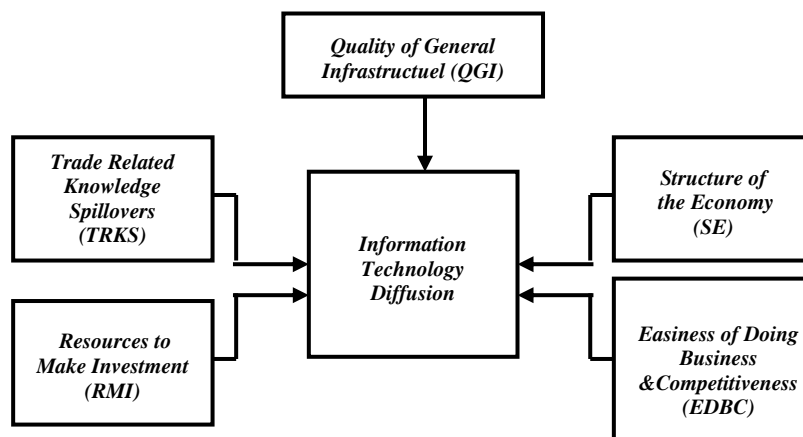 Quality of General
Infrastructuel (QGI)
Trade Related
Knowledge
Spillovers
(TRKS)
Information
Technology
Diffusion
Structure of
the Economy
(SE)
Resources to
Make Investment
(RMI)
Easiness of Doing
Business
&Competitiveness
(EDBC)